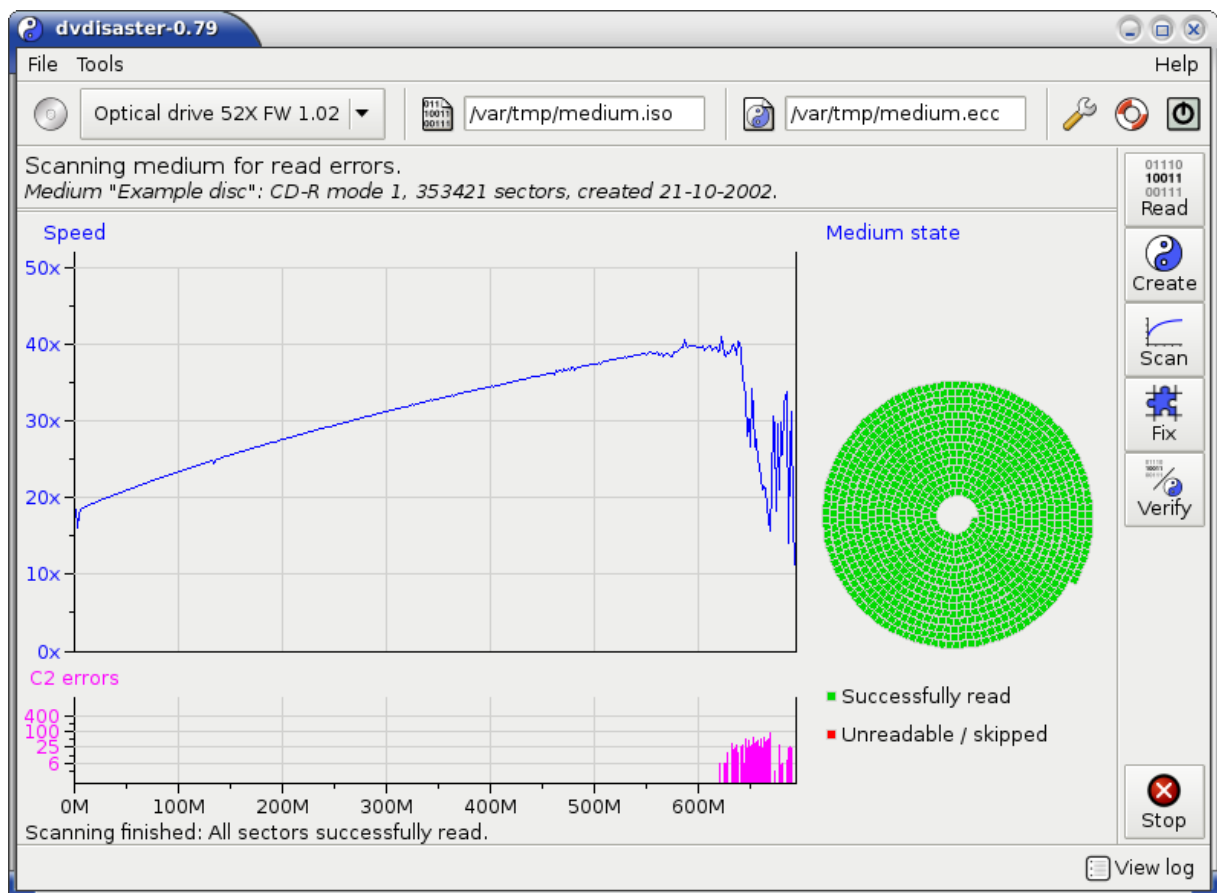 dvdisaster-0.79
File Tools Help
Optical drive 52X FW 1.02 /var/tmp/medium.iso /var/tmp/medium.ecc
Scanning medium for read errors.
Medium "Example disc": CD-R mode 1, 353421 sectors, created 21-10-2002.
Speed
50x
40x
30x
20x
10x
0x
C2 errors
400
100
25
6
0M 100M 200M 300M 400M 500M 600M
Scanning finished: All sectors successfully read.
Medium state
Successfully read
Unreadable / skipped
01110
10011
00111
Read
Create
Scan
Fix
Verify
Stop
View log